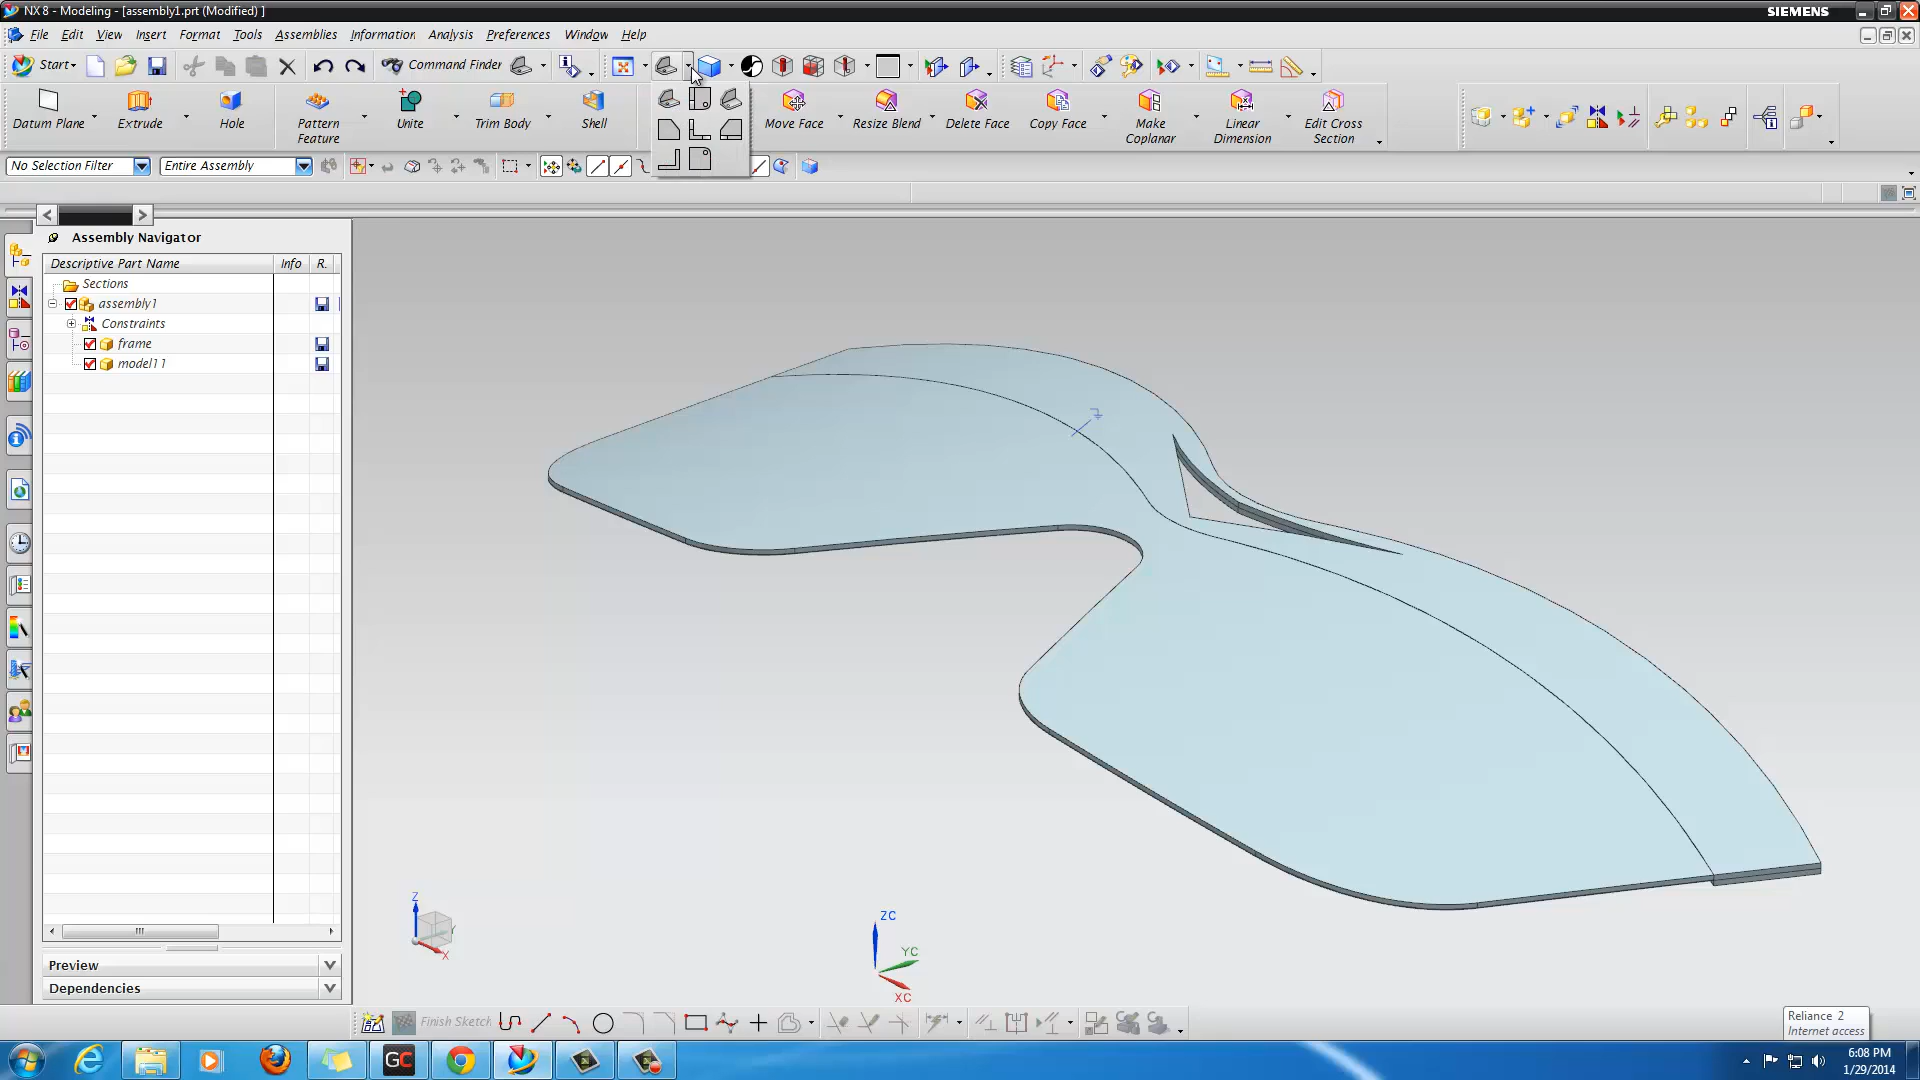 NX 8 - Modeling - [assembly1.prt (Modified) ]
SIEMENS
File Edit View Insert Format Tools Assemblies Information Analysis Preferences Window Help
Start Command Finder
Datum Plane Extrude Hole Pattern Feature Unite Trim Body Shell Move Face Resize Blend Delete Face Copy Face Make Coplanar Linear Dimension Edit Cross Section
No Selection Filter Entire Assembly
Assembly Navigator
Descriptive Part Name Info R.
Sections
assembly1
Constraints
frame
model11
Z
X
ZC
YC
XC
Preview
Dependencies
Finish Sketch
Reliance 2
Internet access
GC
6:08 PM
1/29/2014